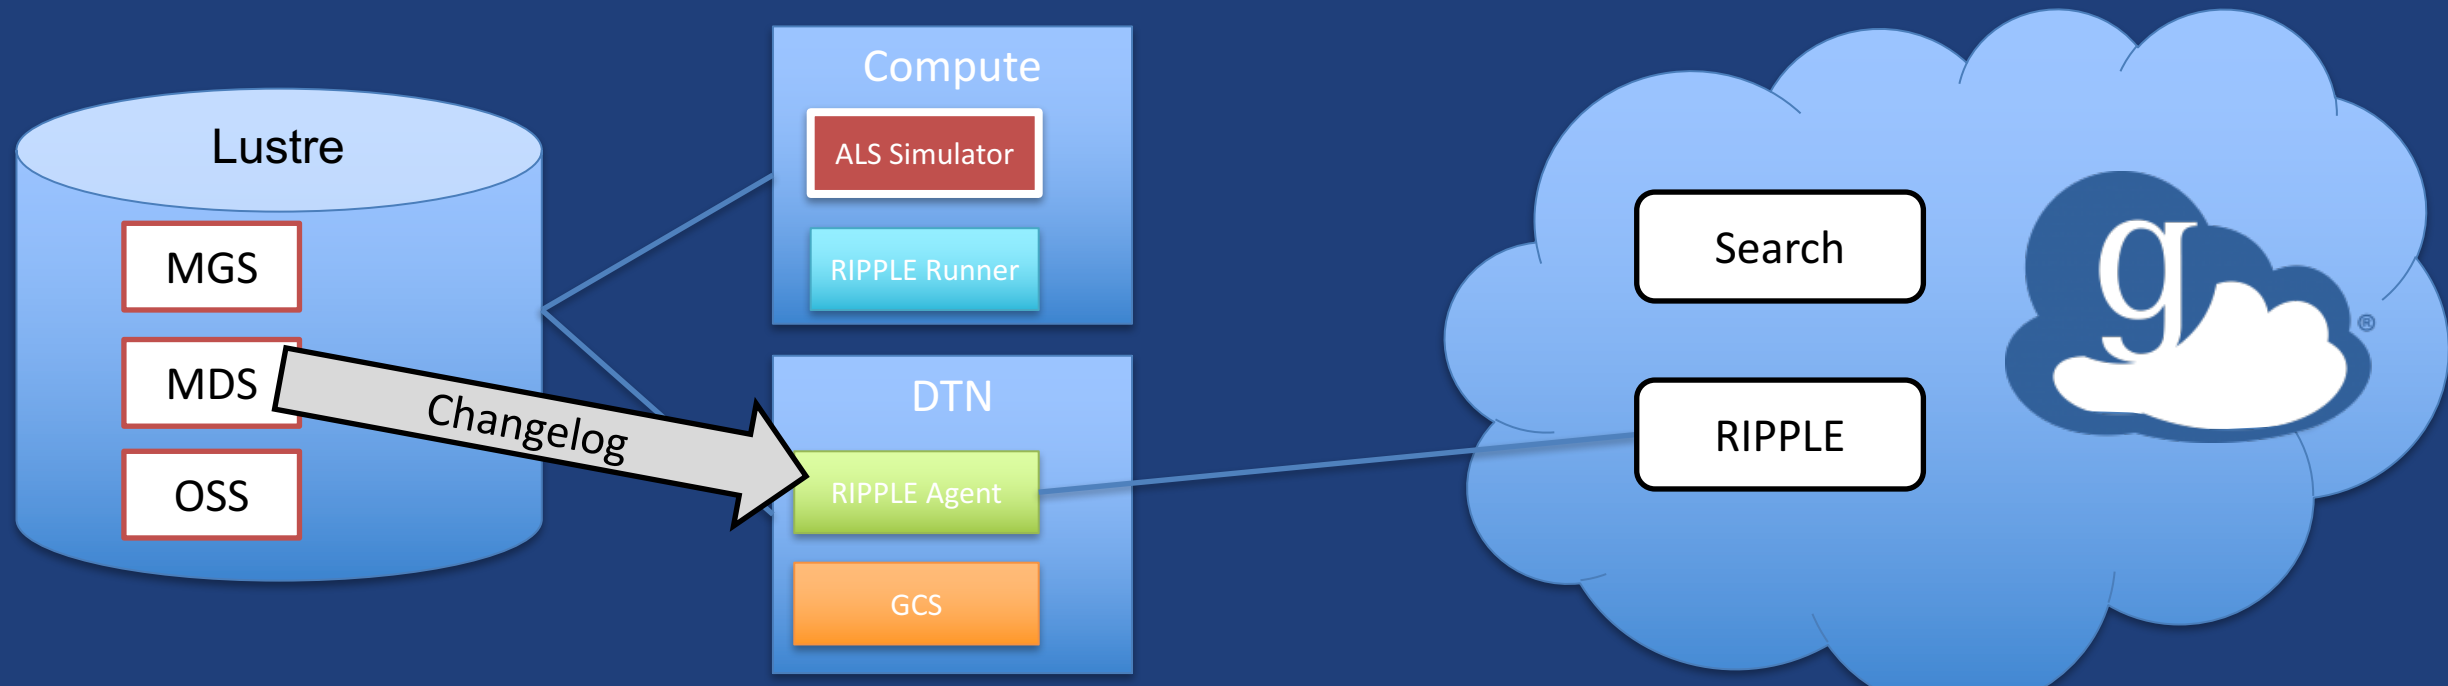 Lustre
MGS
MDS
OSS
Changelog
Compute
ALS Simulator
RIPPLE Runner
DTN
RIPPLE Agent
GCS
Search
RIPPLE
g
®